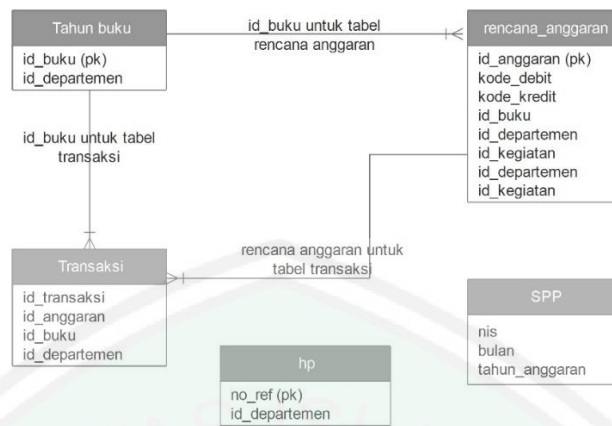 Tahun buku
id_buku (pk)
id_departemen
id_buku untuk tabel
rencana anggaran
rencana_anggaran
id_anggaran (pk)
kode_debit
kode_kredit
id_buku
id_departemen
id_kegiatan
id_departemen
id_kegiatan
id_buku untuk tabel
transaksi
rencana anggaran untuk
tabel transaksi
Transaksi
id_transaksi
id_anggaran
id_buku
id_departemen
SPP
nis
bulan
tahun_anggaran
hp
no_ref (pk)
id_departemen